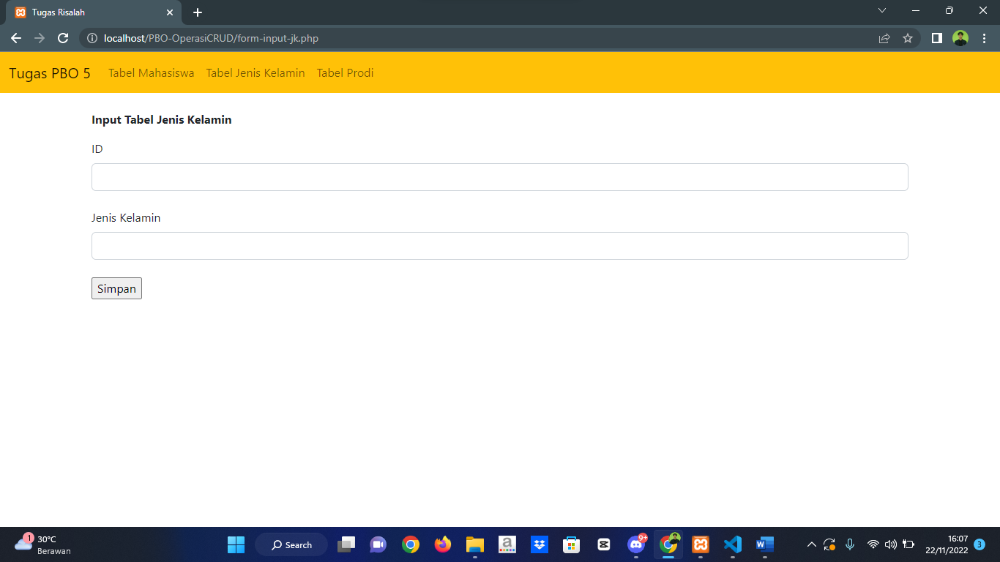 Tugas Risalah
localhost/PBO-OperasiCRUD/form-input-jk.php
Tugas PBO 5 Tabel Mahasiswa Tabel Jenis Kelamin Tabel Prodi
Input Tabel Jenis Kelamin
ID
Jenis Kelamin
Simpan
1 30°C
Berawan
Search
a
9+
W
16:07
22/11/2022
3